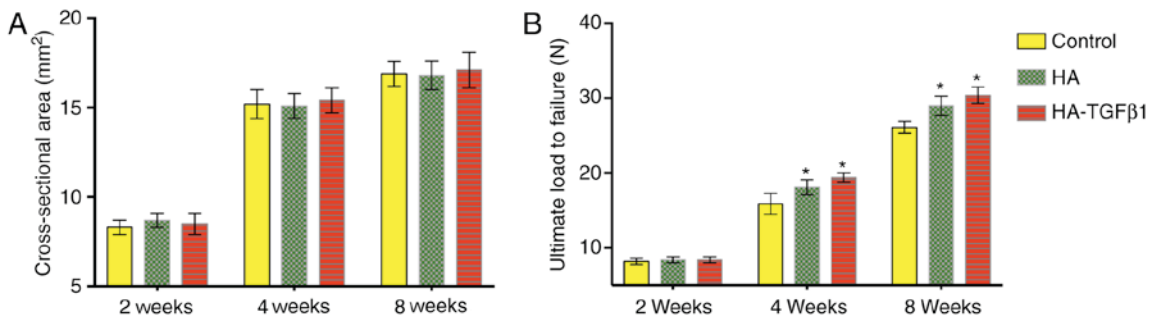 A
Cross-sectional area (mm²)
20
15
10
5
2 weeks
4 weeks
8 weeks
B
Ultimate load to failure (N)
40
30
20
10
* *
* *
2 Weeks
4 Weeks
8 Weeks
Control
HA
HA-TGFβ1